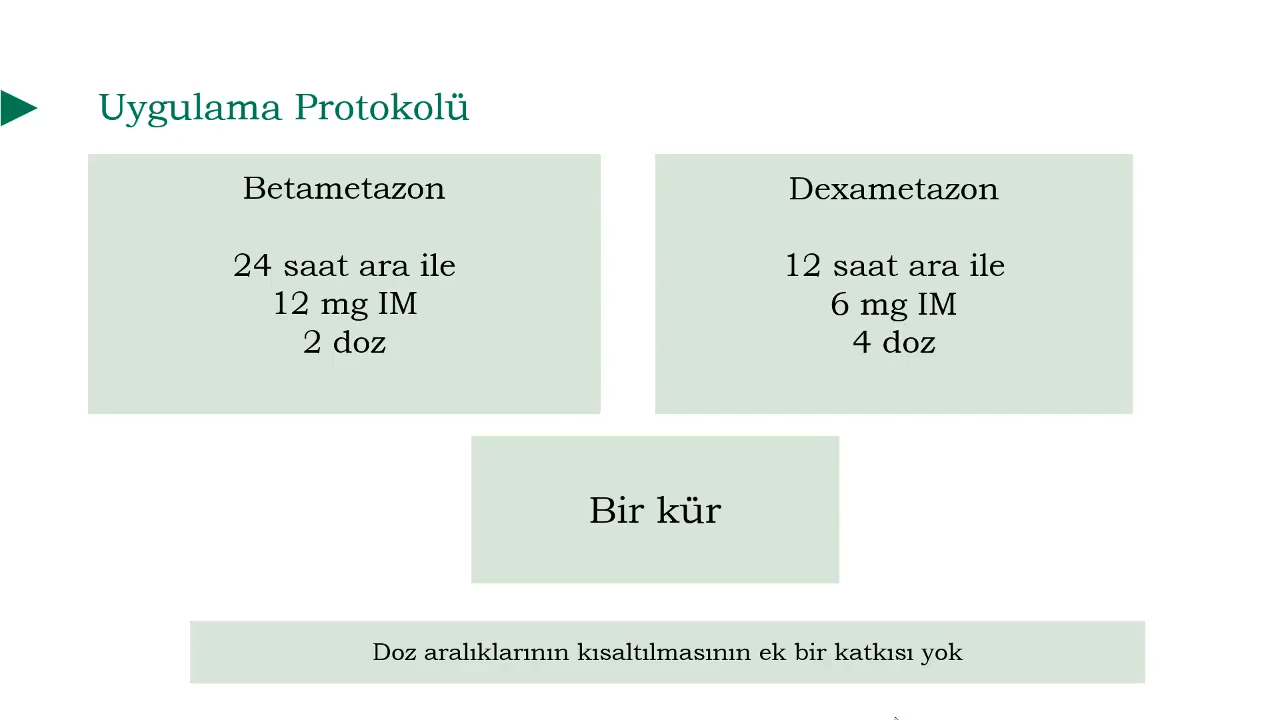 Uygulama Protokolü
Betametazon
24 saat ara ile
12 mg IM
2 doz
Dexametazon
12 saat ara ile
6 mg IM
4 doz
Bir kür
Doz aralıklarının kısaltılmasının ek bir katkısı yok